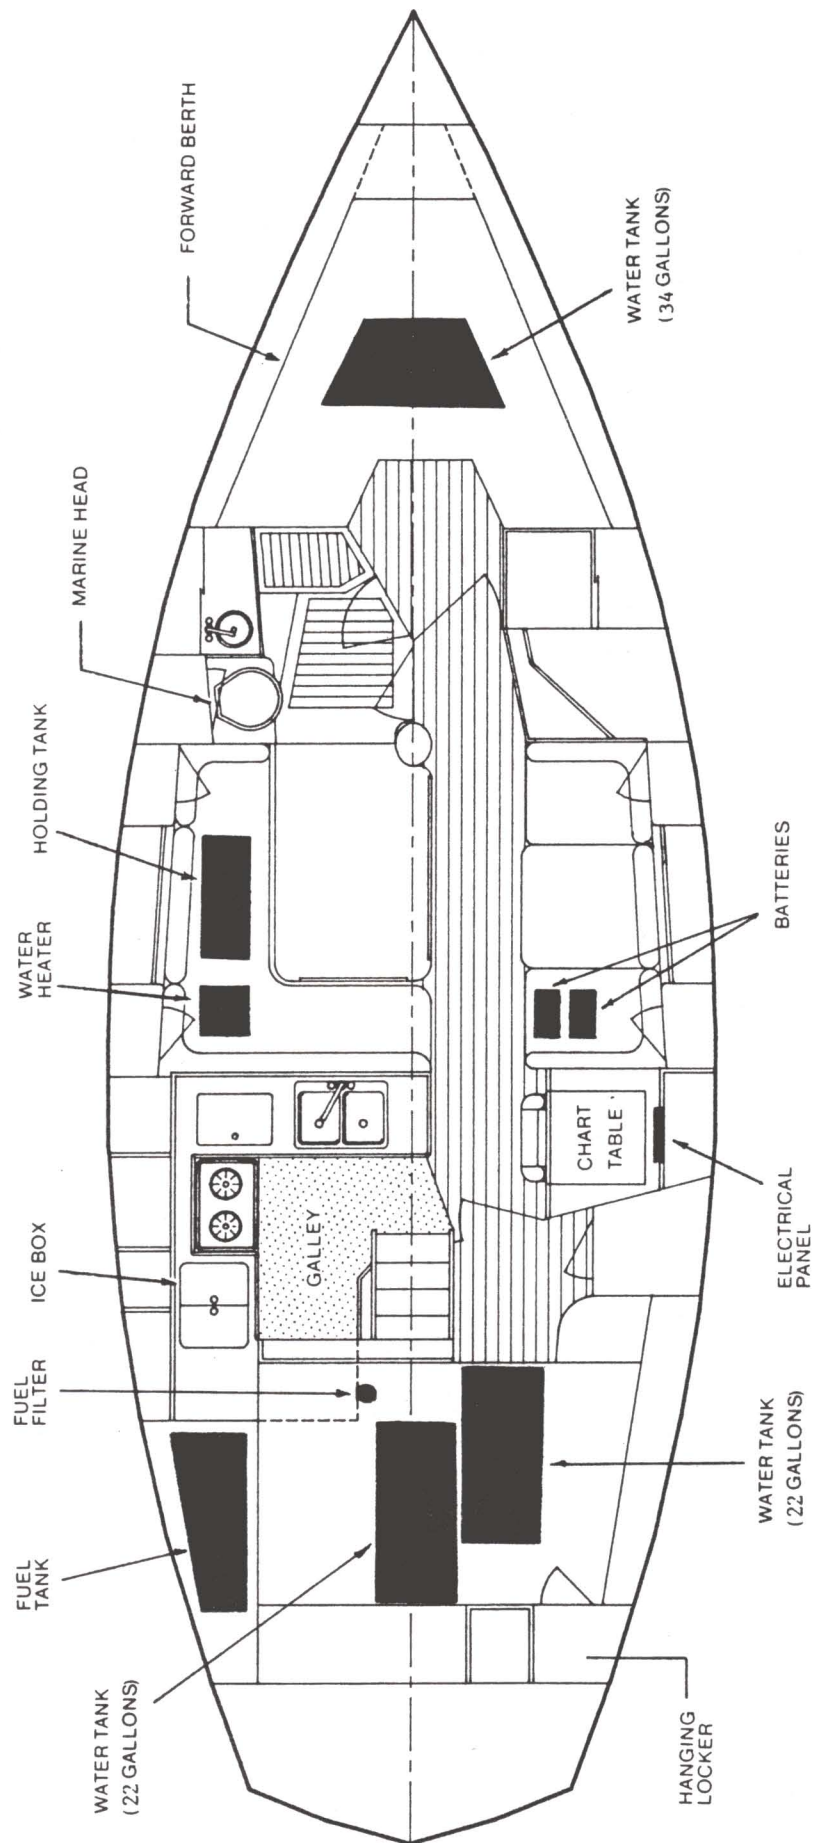 FUEL
TANK
FUEL
FILTER
ICE BOX
WATER
HEATER
HOLDING TANK
MARINE HEAD
FORWARD BERTH
GALLEY
CHART
TABLE
WATER TANK
(22 GALLONS)
HANGING
LOCKER
WATER TANK
(22 GALLONS)
ELECTRICAL
PANEL
BATTERIES
WATER TANK
(34 GALLONS)